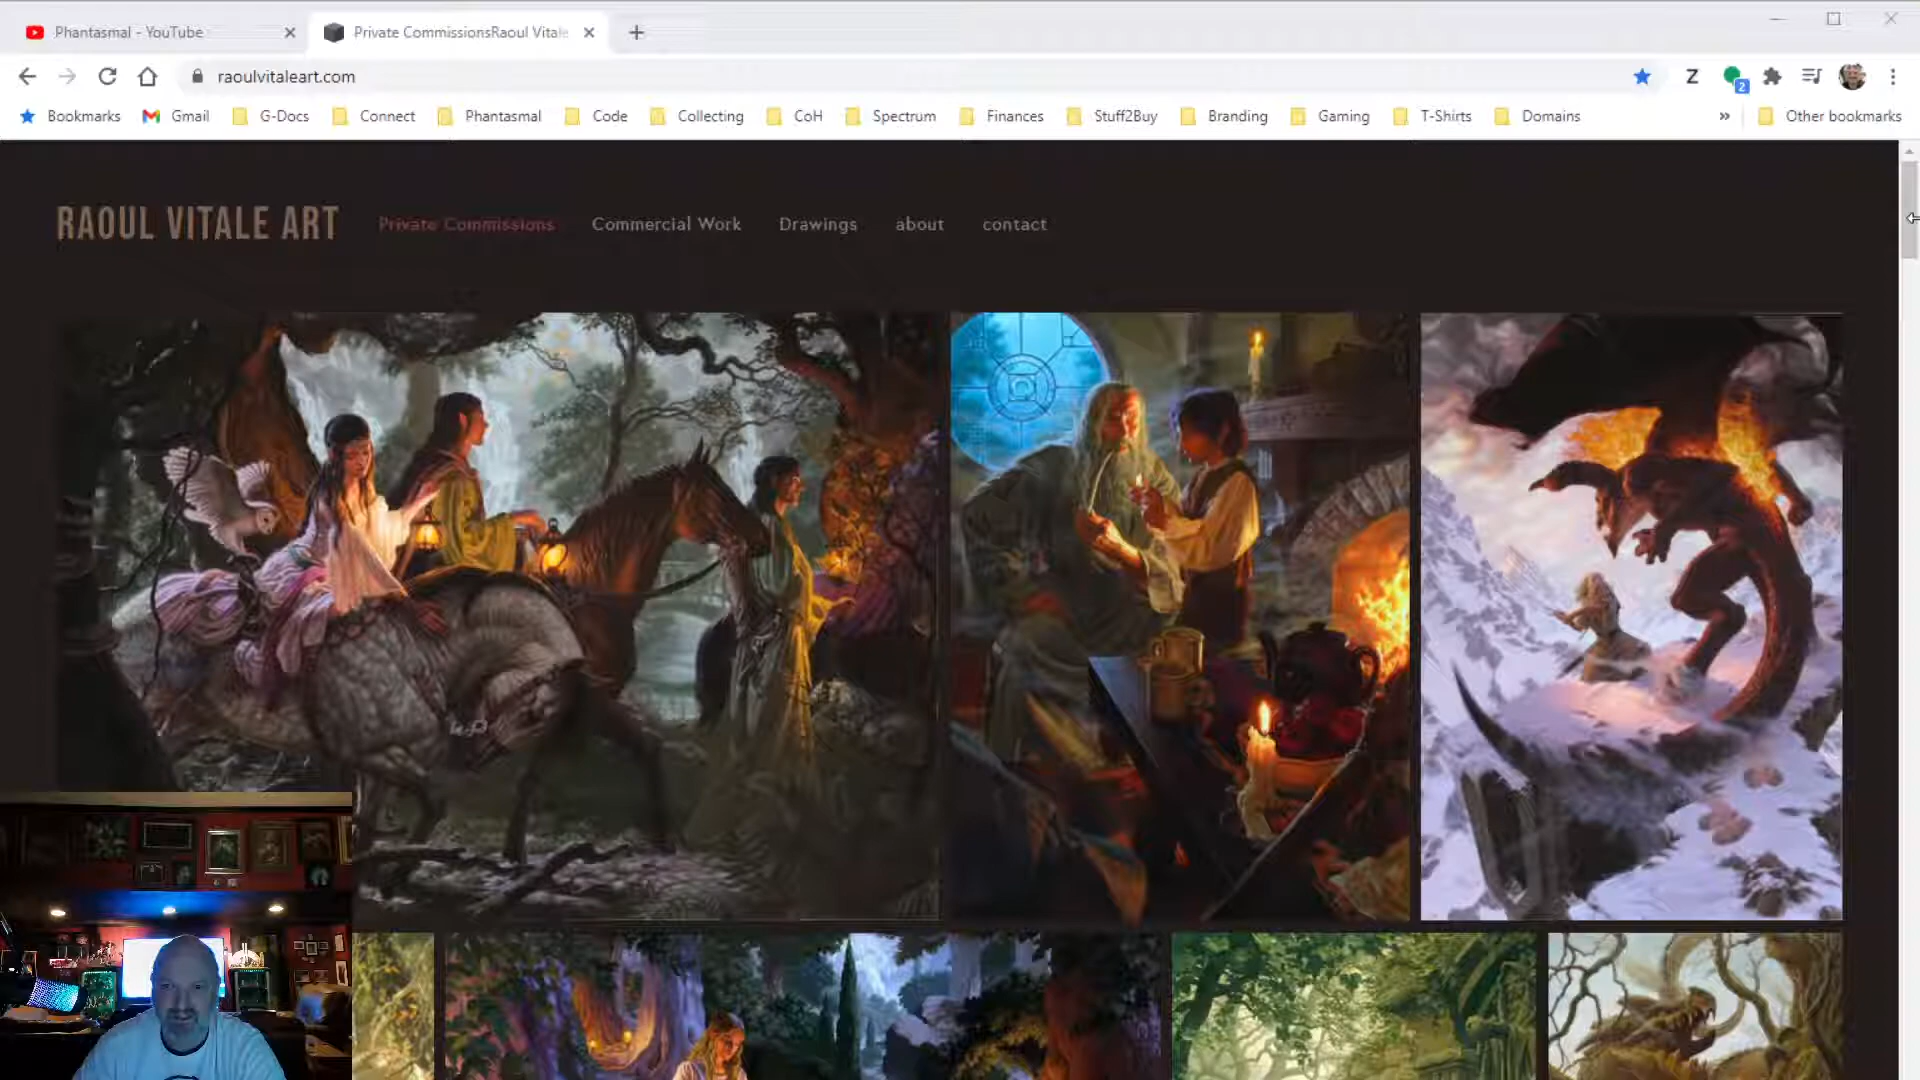 Phantasmal - YouTube
Private CommissionsRaoul Vitale
raoulvitaleart.com
Z
2
Bookmarks
Gmail
G-Docs
Connect
Phantasmal
Code
Collecting
CoH
Spectrum
Finances
Stuff2Buy
Branding
Gaming
T-Shirts
Domains
»
Other bookmarks
RAOUL VITALE ART
Private Commissions
Commercial Work
Drawings
about
contact